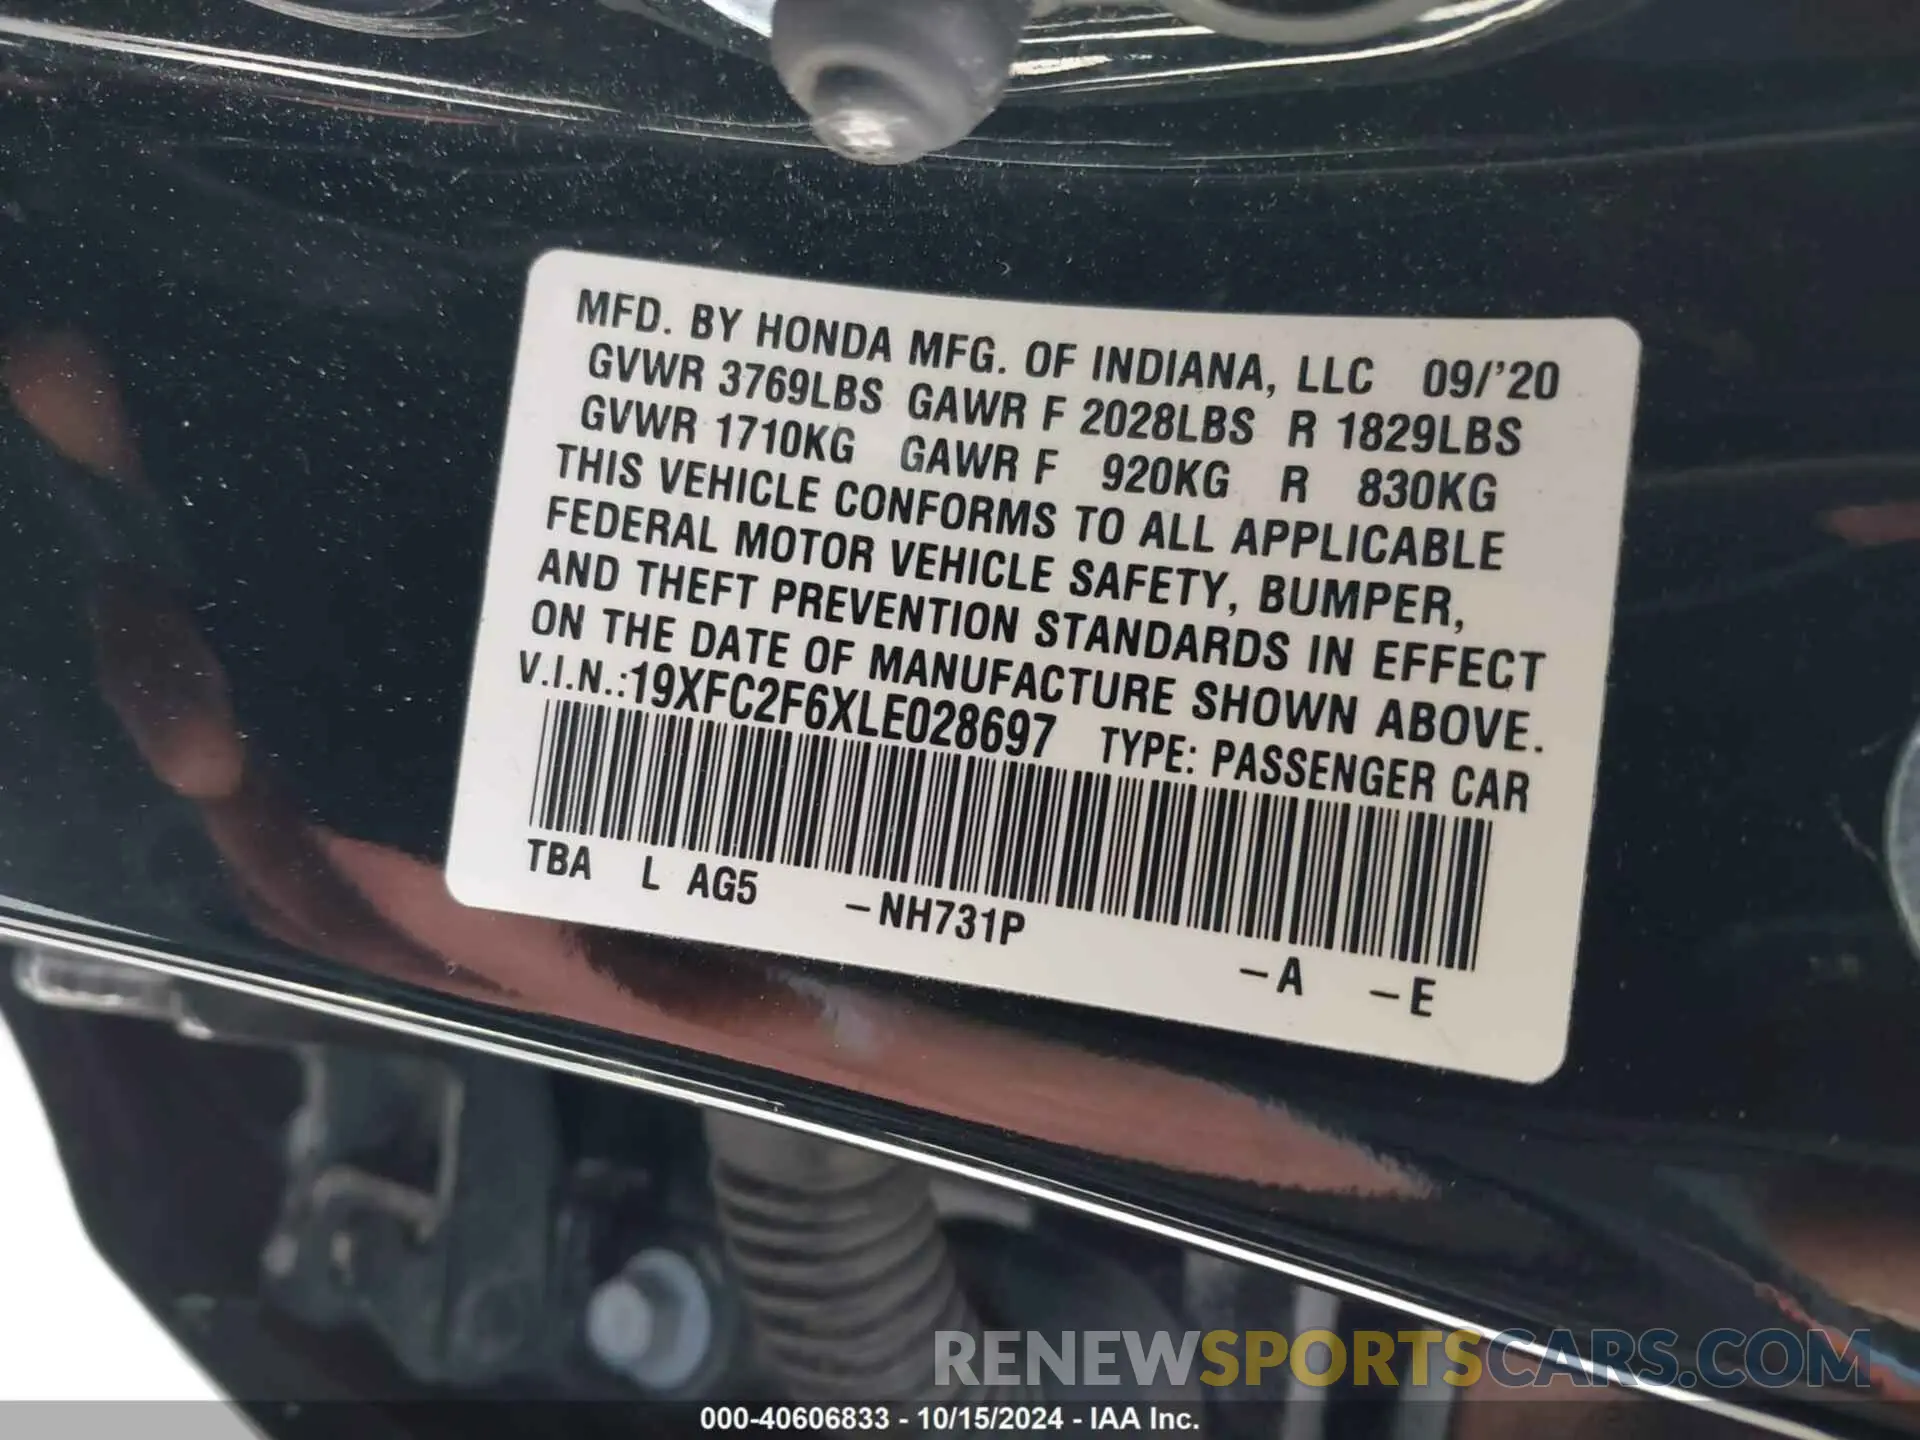 MFD. BY HONDA MFG. OF INDIANA, LLC 09/'20
GVWR 3769LBS GAWR F 2028LBS R 1829LBS
GVWR 1710KG GAWR F 920KG R 830KG
THIS VEHICLE CONFORMS TO ALL APPLICABLE
FEDERAL MOTOR VEHICLE SAFETY, BUMPER,
AND THEFT PREVENTION STANDARDS IN EFFECT
ON THE DATE OF MANUFACTURE SHOWN ABOVE.
V.I.N.:19XFC2F6XLE028697 TYPE: PASSENGER CAR
TBA L AG5 –NH731P –A –E
RENEWSPORTSCARS.COM
000-40606833 - 10/15/2024 - IAA Inc.